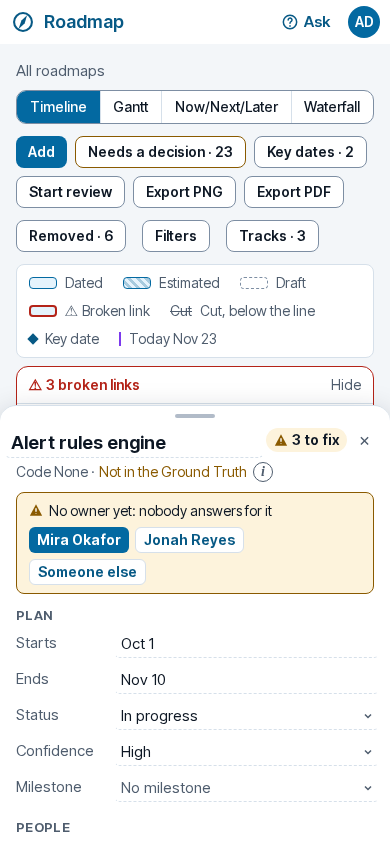 Roadmap
Ask
AD
All roadmaps
Timeline Gantt Now/Next/Later Waterfall
Add Needs a decision · 23 Key dates · 2
Start review Export PNG Export PDF
Removed · 6 Filters Tracks · 3
Dated Estimated Draft
⚠ Broken link Cut Cut, below the line
Key date Today Nov 23
⚠ 3 broken links Hide
Alert rules engine ⚠ 3 to fix ×
Code None · Not in the Ground Truth i
⚠ No owner yet: nobody answers for it
Mira Okafor Jonah Reyes
Someone else
PLAN
Starts Oct 1
Ends Nov 10
Status In progress
Confidence High
Milestone No milestone
PEOPLE